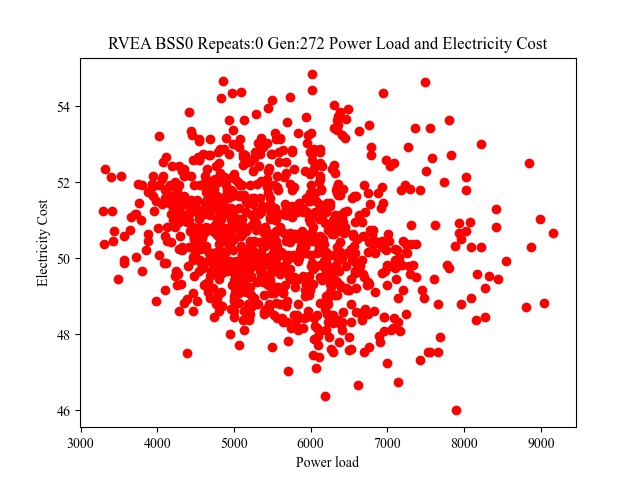 RVEA BSS0 Repeats:0 Gen:272 Power Load and Electricity Cost
54
52
50
48
46
Electricity Cost
3000 4000 5000 6000 7000 8000 9000
Power load